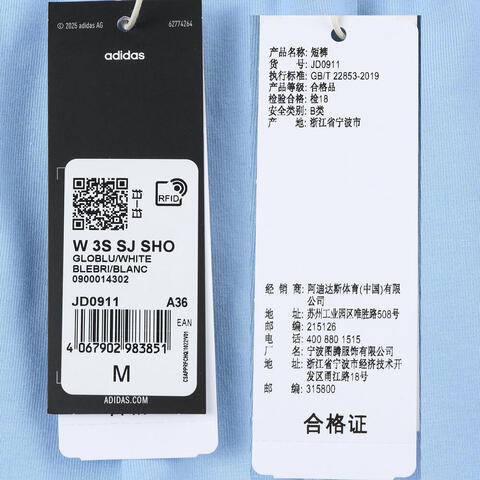 © 2025 adidas AG
62774264
adidas
扫一扫
RFID
W 3S SJ SHO
GLOBLU/WHITE
BLEBRI/BLANC
0900014302
JD0911
A36
EAN
4 067902 983851
M
ADIDAS.COM
产品名称: 短裤
货 号: JD0911
执行标准: GB/T 22853-2019
产品等级: 合格品
检验合格: 检18
安全类别: B类
产 地: 浙江省宁波市
经 销 商: 阿迪达斯体育(中国)有限
公司
地 址: 苏州工业园区唯胜路508号
邮 编: 215126
电 话: 400 880 1515
厂 名: 宁波图腾服饰有限公司
地 址: 浙江省宁波市经济技术开
发区甬江路18号
邮 编: 315800
合格证